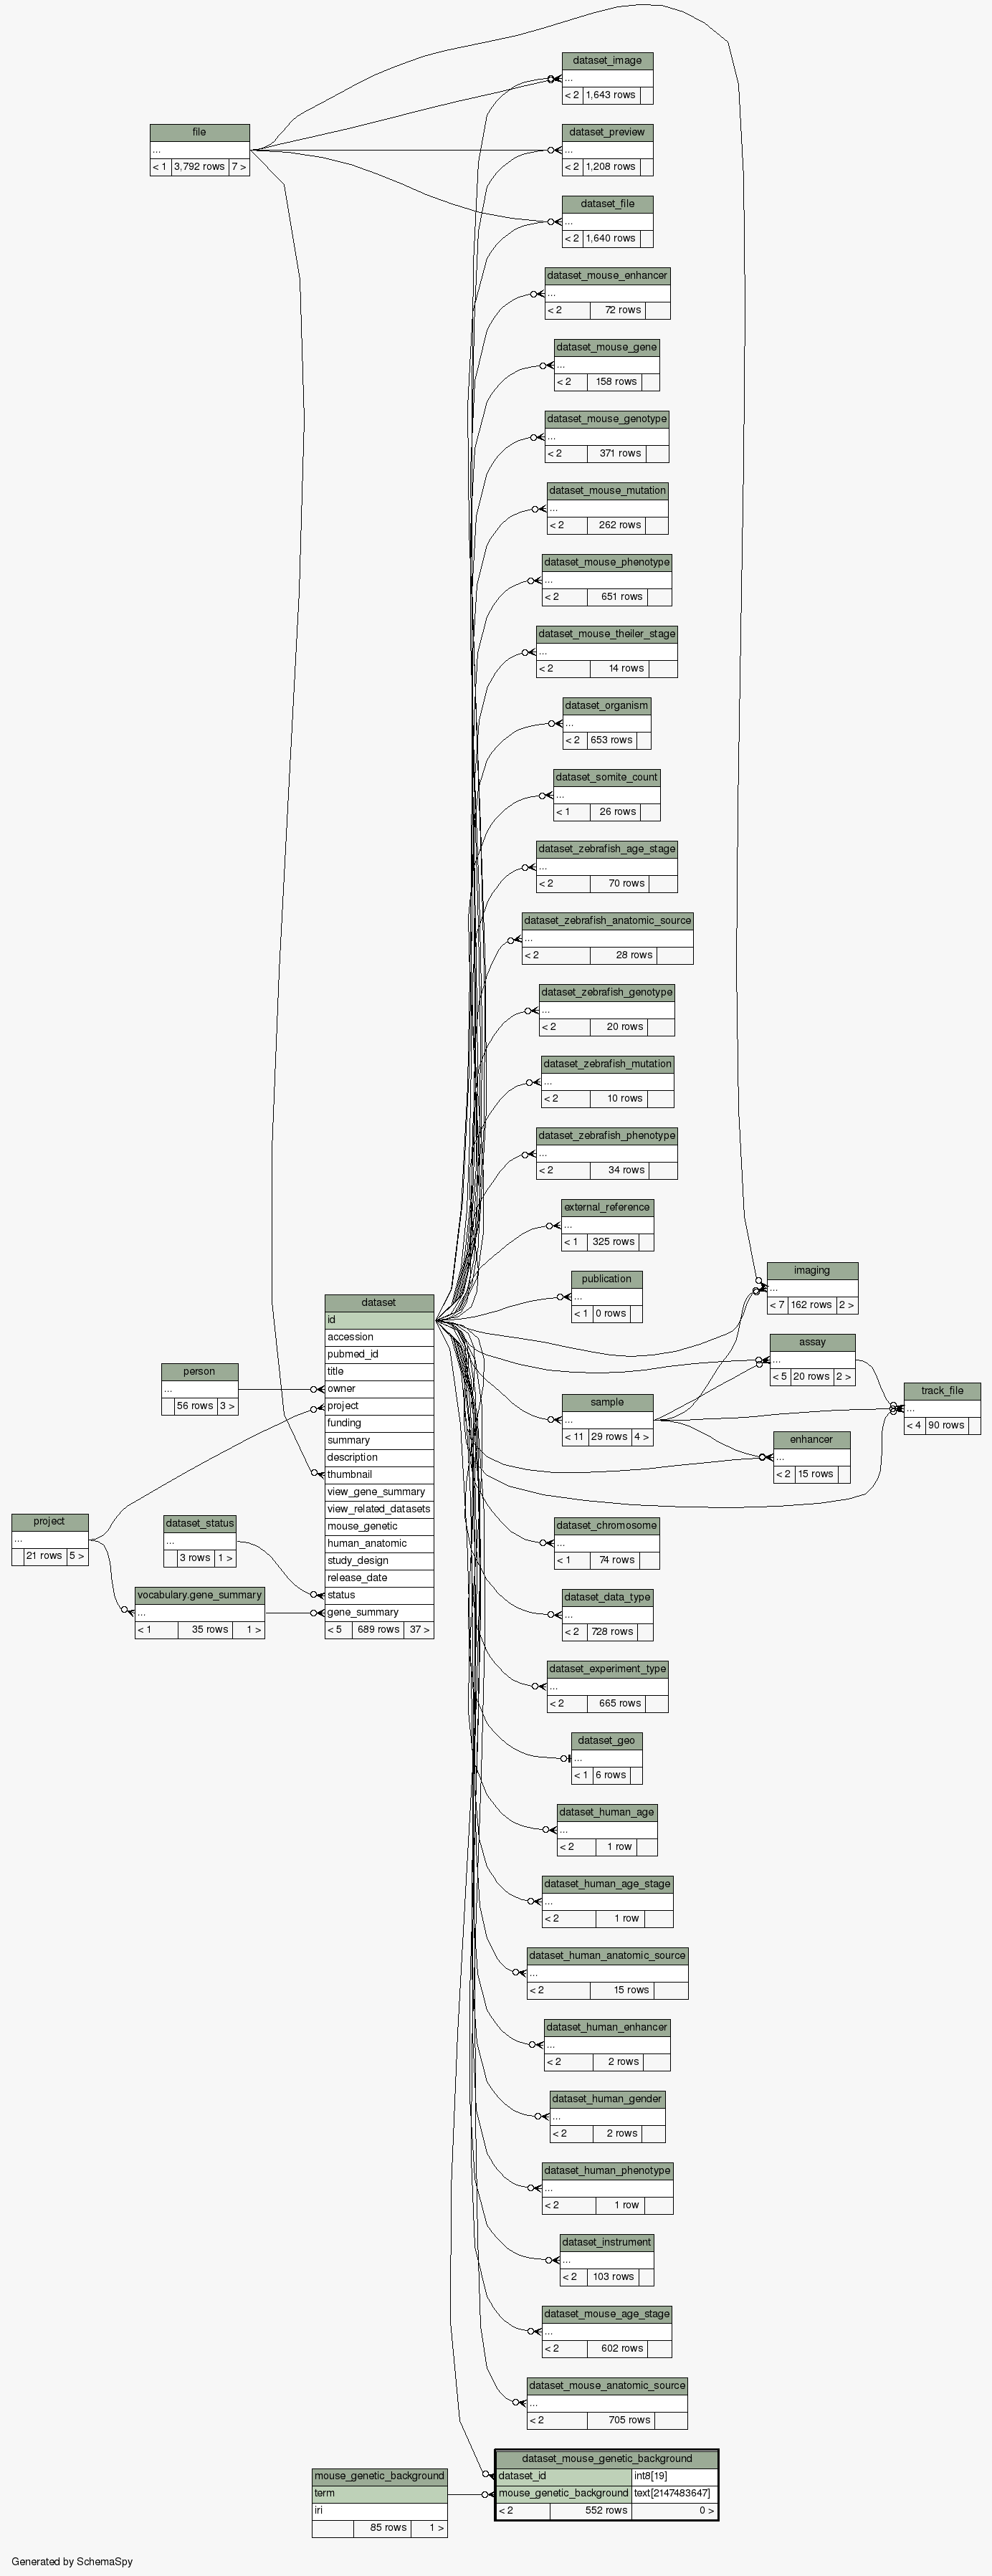 dataset_image
...
< 2 1,643 rows
file
...
< 1 3,792 rows 7 >
dataset_preview
...
< 2 1,208 rows
dataset_file
...
< 2 1,640 rows
dataset_mouse_enhancer
...
< 2 72 rows
dataset_mouse_gene
...
< 2 158 rows
dataset_mouse_genotype
...
< 2 371 rows
dataset_mouse_mutation
...
< 2 262 rows
dataset_mouse_phenotype
...
< 2 651 rows
dataset_mouse_theiler_stage
...
< 2 14 rows
dataset_organism
...
< 2 653 rows
dataset_somite_count
...
< 1 26 rows
dataset_zebrafish_age_stage
...
< 2 70 rows
dataset_zebrafish_anatomic_source
...
< 2 28 rows
dataset_zebrafish_genotype
...
< 2 20 rows
dataset_zebrafish_mutation
...
< 2 10 rows
dataset_zebrafish_phenotype
...
< 2 34 rows
external_reference
...
< 1 325 rows
publication
...
< 1 0 rows
imaging
...
< 7 162 rows 2 >
assay
...
< 5 20 rows 2 >
track_file
...
< 4 90 rows
sample
...
< 11 29 rows 4 >
enhancer
...
< 2 15 rows
dataset
id
accession
pubmed_id
title
owner
project
funding
summary
description
thumbnail
view_gene_summary
view_related_datasets
mouse_genetic
human_anatomic
study_design
release_date
status
gene_summary
< 5 689 rows 37 >
person
...
56 rows 3 >
project
...
21 rows 5 >
dataset_status
...
3 rows 1 >
vocabulary.gene_summary
...
< 1 35 rows 1 >
dataset_chromosome
...
< 1 74 rows
dataset_data_type
...
< 2 728 rows
dataset_experiment_type
...
< 2 665 rows
dataset_geo
...
< 1 6 rows
dataset_human_age
...
< 2 1 row
dataset_human_age_stage
...
< 2 1 row
dataset_human_anatomic_source
...
< 2 15 rows
dataset_human_enhancer
...
< 2 2 rows
dataset_human_gender
...
< 2 2 rows
dataset_human_phenotype
...
< 2 1 row
dataset_instrument
...
< 2 103 rows
dataset_mouse_age_stage
...
< 2 602 rows
dataset_mouse_anatomic_source
...
< 2 705 rows
dataset_mouse_genetic_background
dataset_id int8[19]
mouse_genetic_background text[2147483647]
< 2 552 rows 0 >
mouse_genetic_background
term
iri
85 rows 1 >
Generated by SchemaSpy